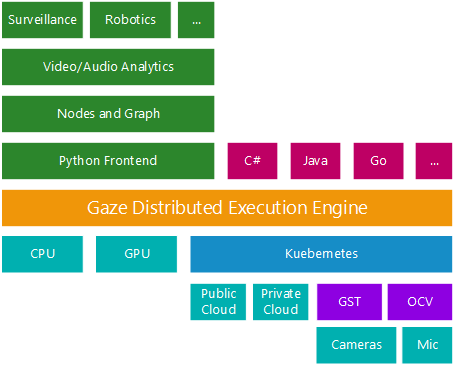 Surveillance
Robotics
...
Video/Audio Analytics
Nodes and Graph
Python Frontend
C#
Java
Go
...
Gaze Distributed Execution Engine
CPU
GPU
Kuebernetes
Public
Cloud
Private
Cloud
GST
OCV
Cameras
Mic